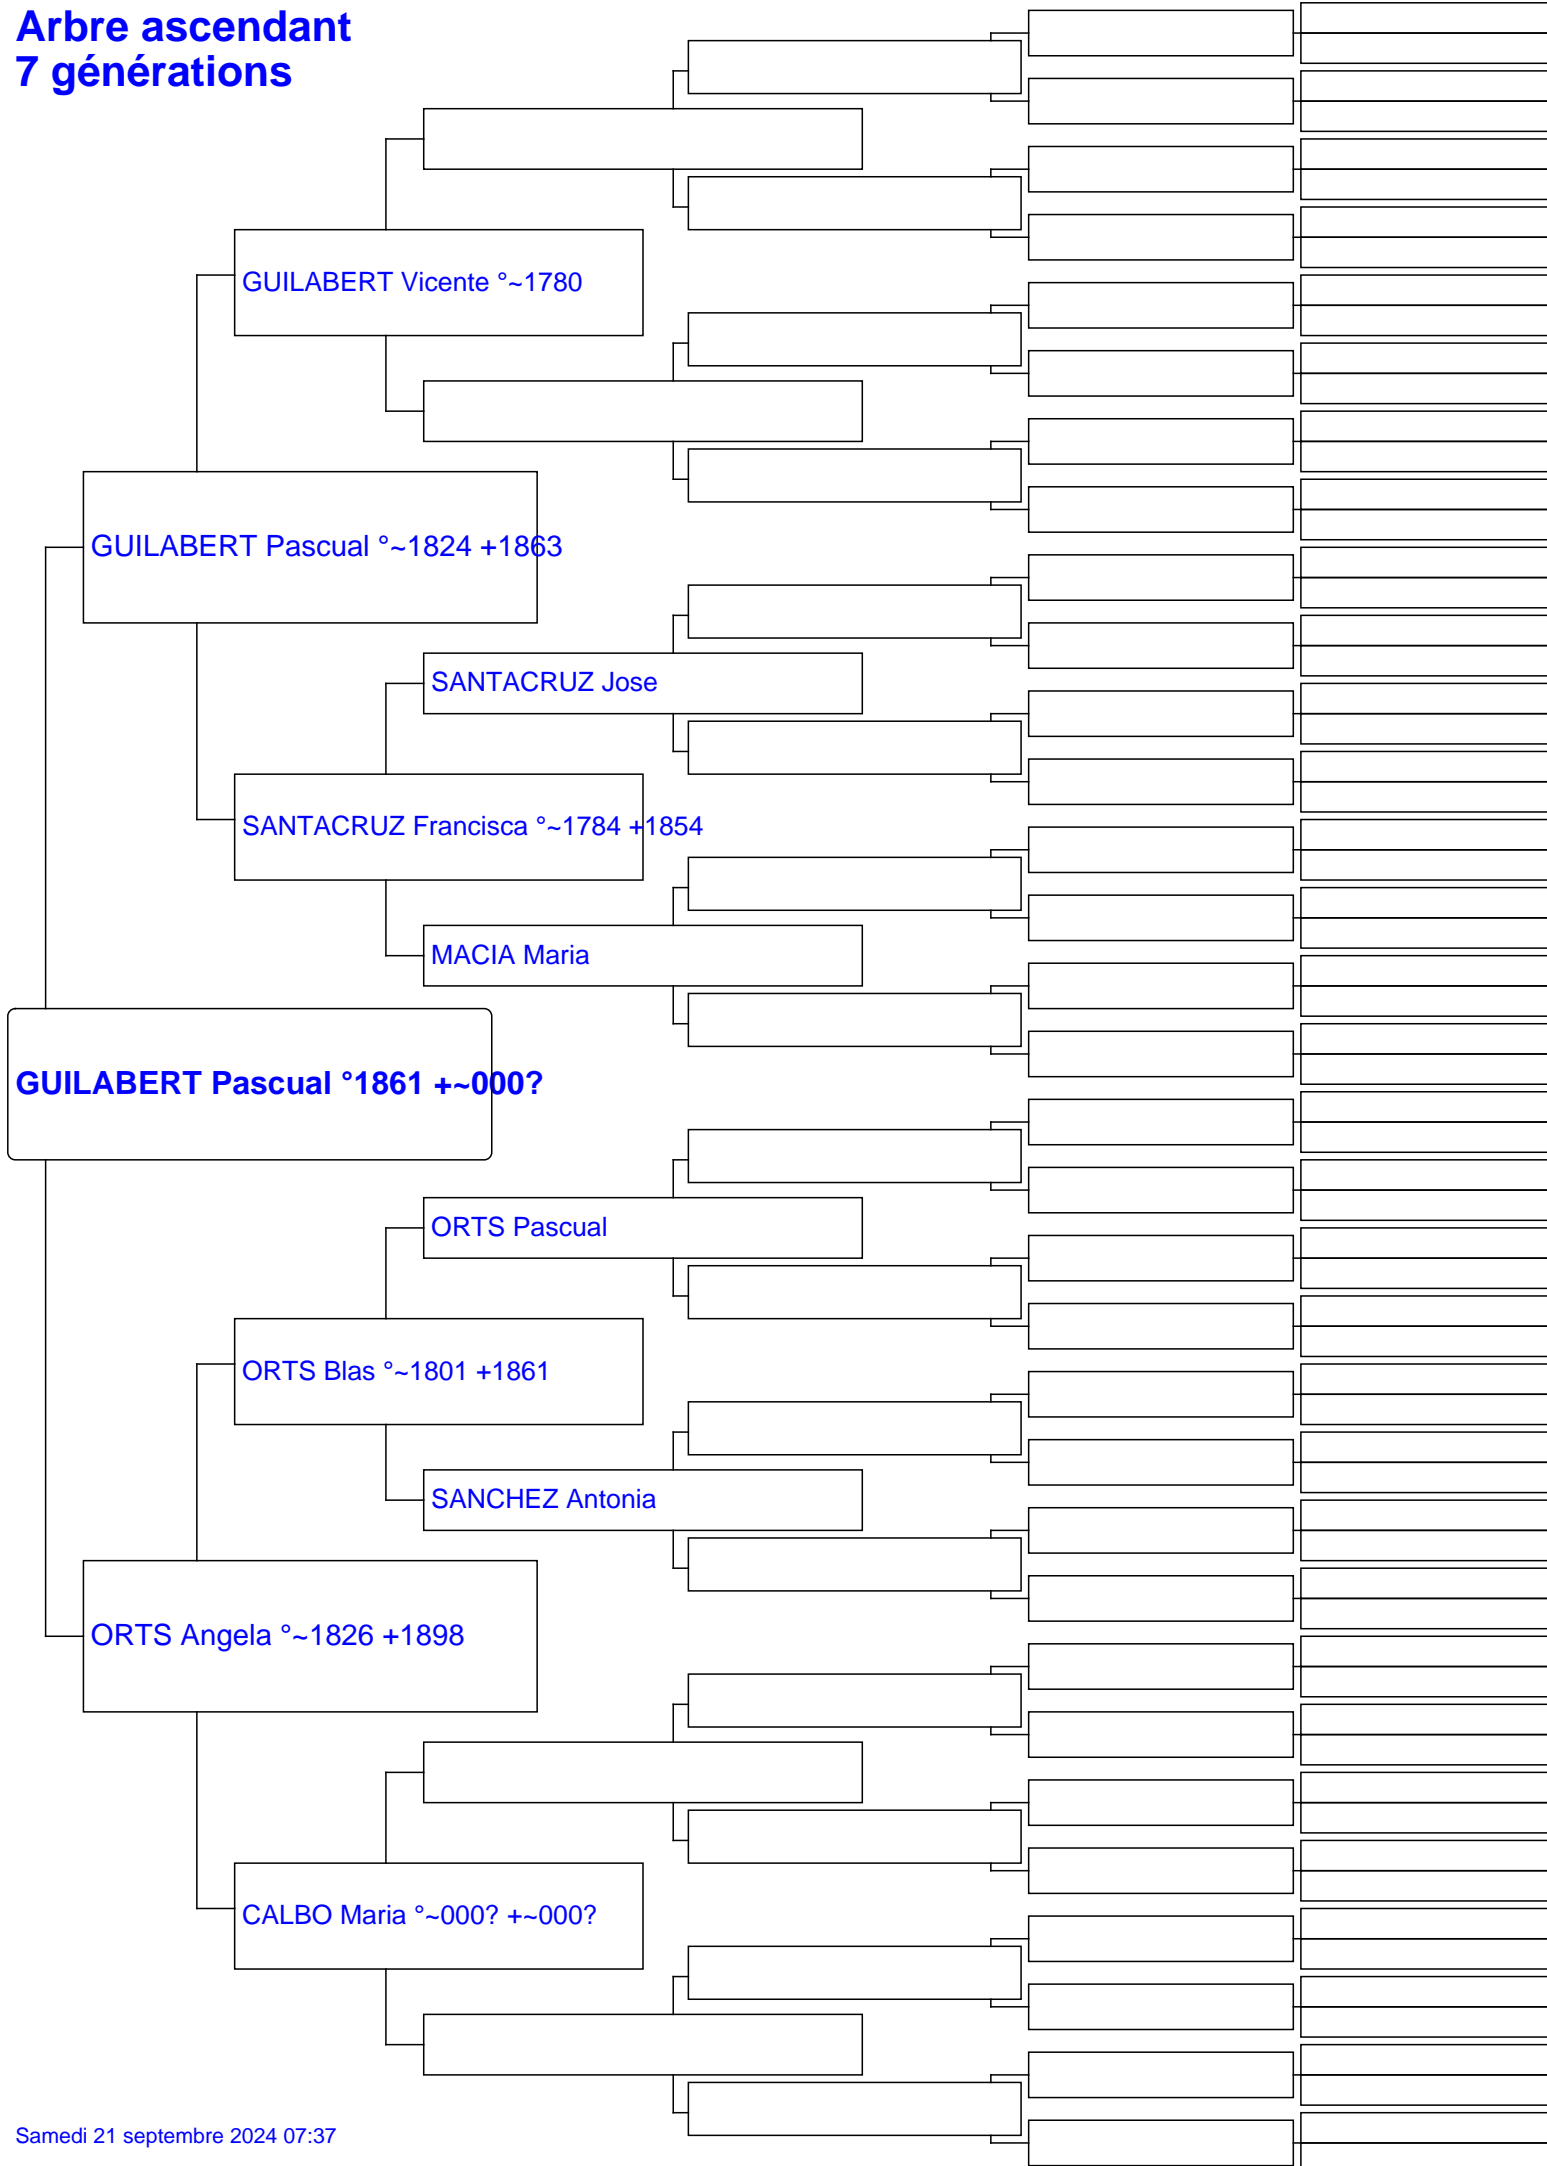 Arbre ascendant
7 générations
GUILABERT Vicente °~1780
GUILABERT Pascual °~1824 +1863
SANTACRUZ Jose
SANTACRUZ Francisca °~1784 +1854
MACIA Maria
GUILABERT Pascual °1861 +~000?
ORTS Pascual
ORTS Blas °~1801 +1861
SANCHEZ Antonia
ORTS Angela °~1826 +1898
CALBO Maria °~000? +~000?
Samedi 21 septembre 2024 07:37